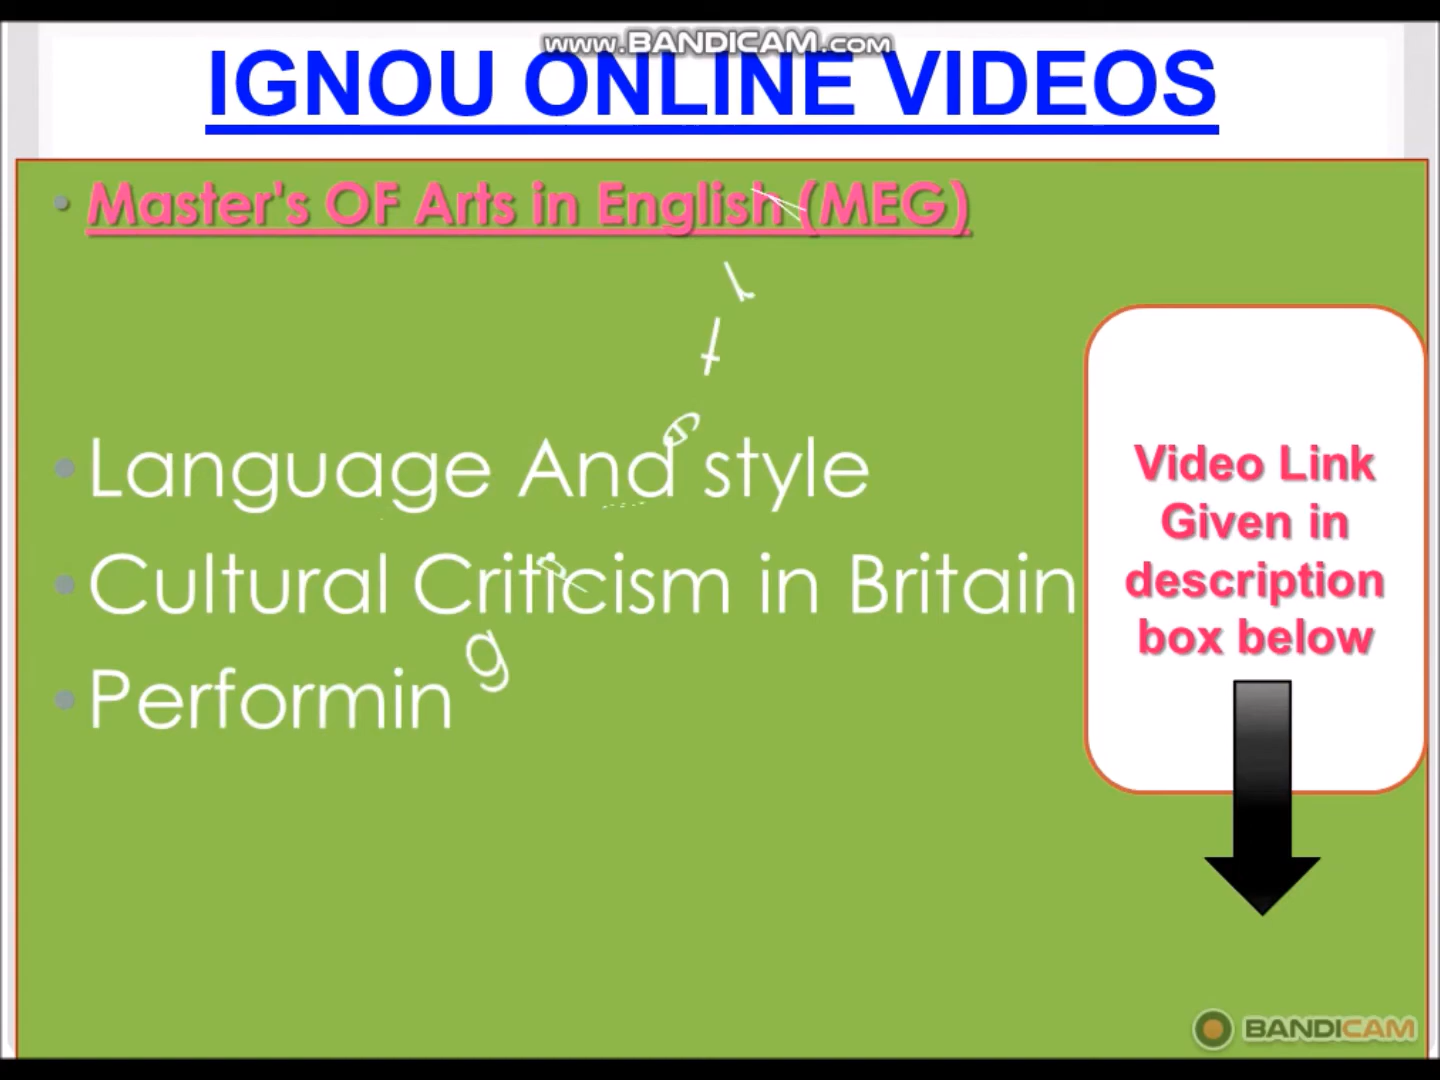 www.BANDICAM.com
IGNOU ONLINE VIDEOS
Master's OF Arts in English (MEG)
Language And style
Cultural Criticism in Britain
Performing
Video Link
Given in
description
box below
BANDICAM